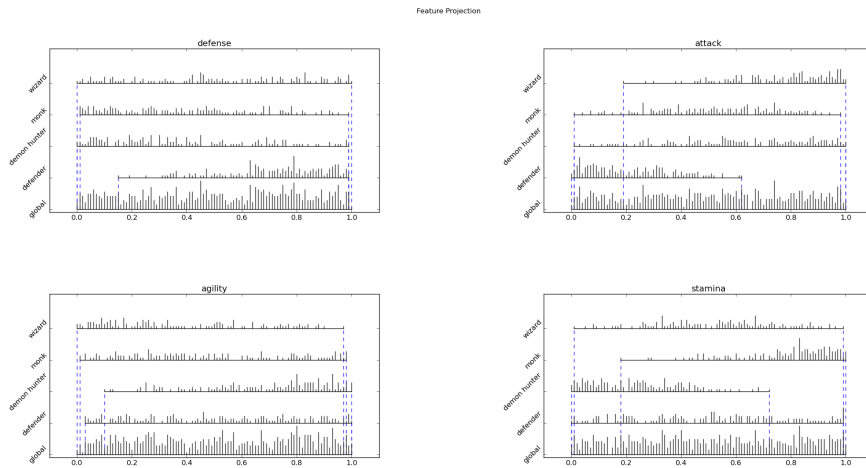 Feature Projection
defense
wizard
monk
demon hunter
defender
global
0.0 0.2 0.4 0.6 0.8 1.0
attack
wizard
monk
demon hunter
defender
global
0.0 0.2 0.4 0.6 0.8 1.0
agility
wizard
monk
demon hunter
defender
global
0.0 0.2 0.4 0.6 0.8 1.0
stamina
wizard
monk
demon hunter
defender
global
0.0 0.2 0.4 0.6 0.8 1.0